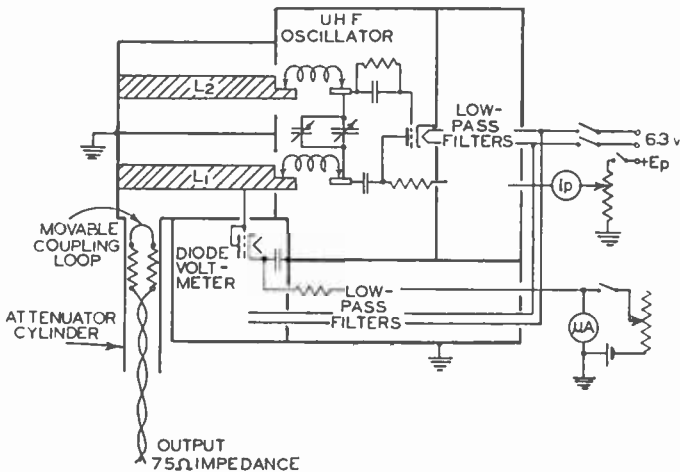 UHF
OSCILLATOR
L2
LOW-
PASS
FILTERS
6.3 V
+Ep
Ip
L1
MOVABLE
COUPLING
LOOP
DIODE
VOLT-
METER
LOW-
PASS
FILTERS
ATTENUATOR
CYLINDER
µA
OUTPUT
75Ω IMPEDANCE